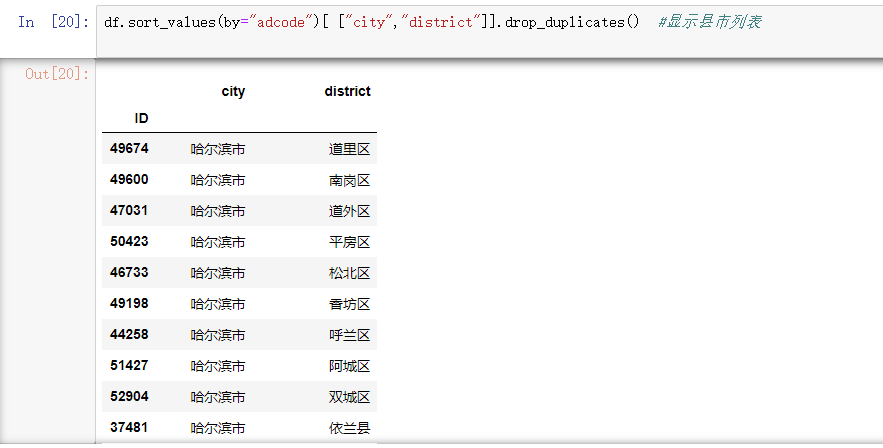 In [20]: df.sort_values(by="adcode")[ ["city","district"]].drop_duplicates()  #显示县市列表
Out[20]:
city district
ID
49674 哈尔滨市 道里区
49600 哈尔滨市 南岗区
47031 哈尔滨市 道外区
50423 哈尔滨市 平房区
46733 哈尔滨市 松北区
49198 哈尔滨市 香坊区
44258 哈尔滨市 呼兰区
51427 哈尔滨市 阿城区
52904 哈尔滨市 双城区
37481 哈尔滨市 依兰县